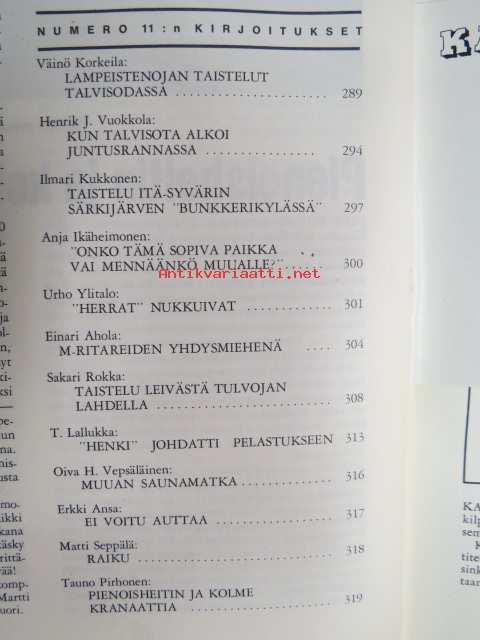 NUMERO 11:n KIRJOITUKSET
Väinö Korkeila:
LAMPEISTENOJAN TAISTELUT
TALVISODASSA ........................ 289
Henrik J. Vuokkola:
KUN TALVISOTA ALKOI
JUNTUSRANNASSA ................. 294
Ilmari Kukkonen:
TAISTELU ITÄ-SYVÄRIN
SÄRKIJÄRVEN "BUNKKERIKYLÄSSÄ" 297
Anja Ikäheimonen:
"ONKO TÄMÄ SOPIVA PAIKKA
VAI MENNÄÄNKÖ MUUALLE?" ...... 300
Antikvariaatti.net
Urho Ylitalo:
"HERRAT" NUKKUIVAT ............. 301
Einari Ahola:
M-RITAREIDEN YHDYSMIEHENÄ .... 304
Sakari Rokka:
TAISTELU LEIVÄSTÄ TULVOJAN
LAHDELLA ........................ 308
T. Lallukka:
"HENKI" JOHDATTI PELASTUKSEEN 313
Oiva H. Vepsäläinen:
MUUAN SAUNAMATKA ............. 316
Erkki Ansa:
EI VOITU AUTTAA ................. 317
Matti Seppälä:
RAIKU .......................... 318
Tauno Pirhonen:
PIENOISHEITIN JA KOLME
KRANAATTIA ..................... 319